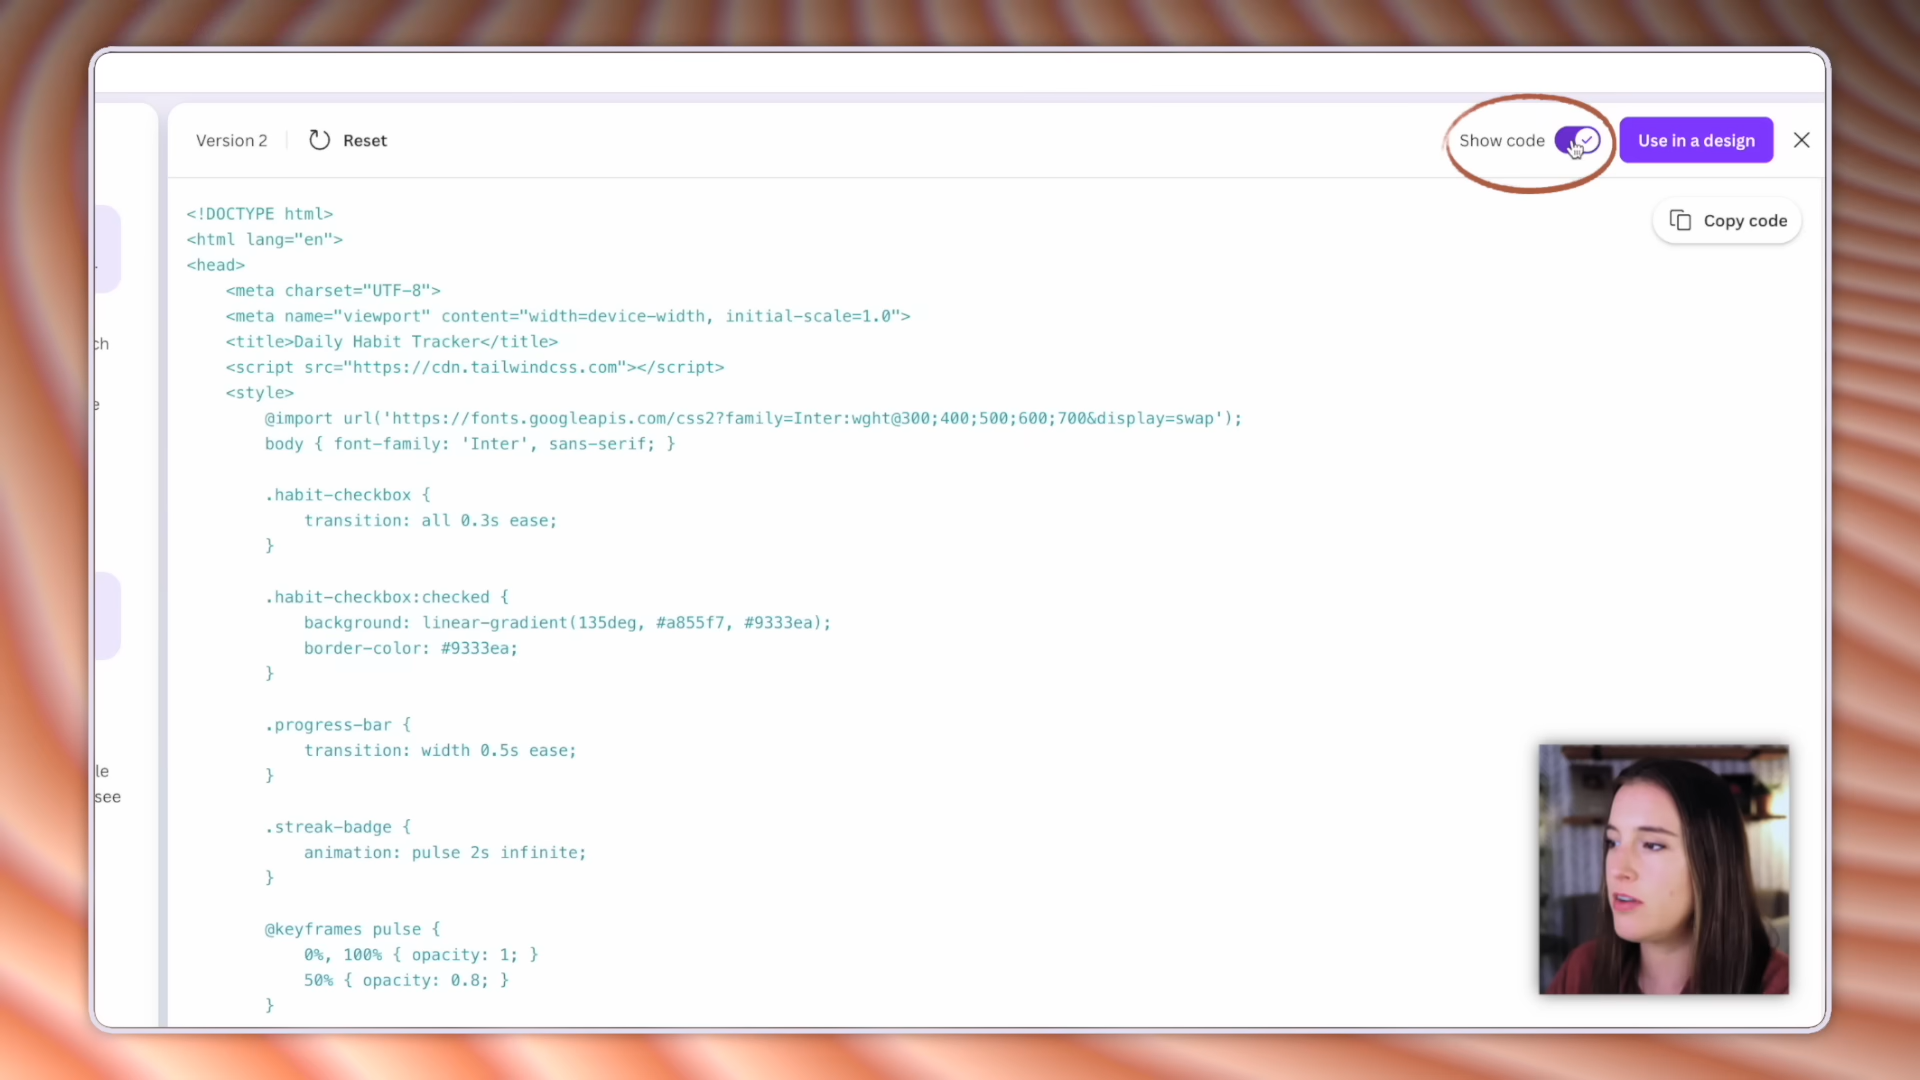 Version 2
Reset
Show code
Use in a design
Copy code
ch
e
le
see
<!DOCTYPE html>
<html lang="en">
<head>
    <meta charset="UTF-8">
    <meta name="viewport" content="width=device-width, initial-scale=1.0">
    <title>Daily Habit Tracker</title>
    <script src="https://cdn.tailwindcss.com"></script>
    <style>
        @import url('https://fonts.googleapis.com/css2?family=Inter:wght@300;400;500;600;700&display=swap');
        body { font-family: 'Inter', sans-serif; }
        .habit-checkbox {
            transition: all 0.3s ease;
        }
        .habit-checkbox:checked {
            background: linear-gradient(135deg, #a855f7, #9333ea);
            border-color: #9333ea;
        }
        .progress-bar {
            transition: width 0.5s ease;
        }
        .streak-badge {
            animation: pulse 2s infinite;
        }
        @keyframes pulse {
            0%, 100% { opacity: 1; }
            50% { opacity: 0.8; }
        }